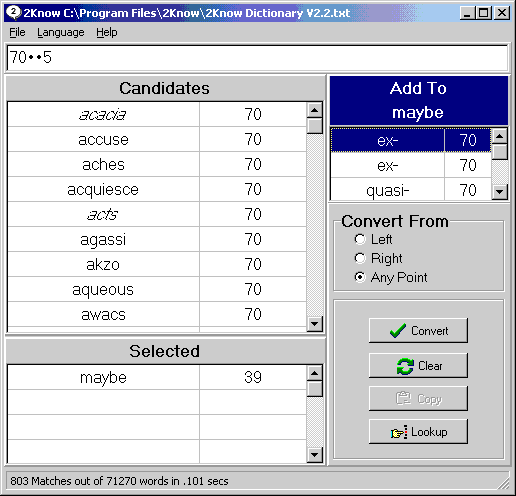 2Know C:\Program Files\2Know\2Know Dictionary V2.2.txt
File Language Help
70••5
Candidates
acacia 70
accuse 70
aches 70
acquiesce 70
acts 70
agassi 70
akzo 70
aqueous 70
awacs 70
Selected
maybe 39
Add To
maybe
ex- 70
ex- 70
quasi- 70
Convert From
Left
Right
Any Point
Convert
Clear
Copy
Lookup
803 Matches out of 71270 words in .101 secs